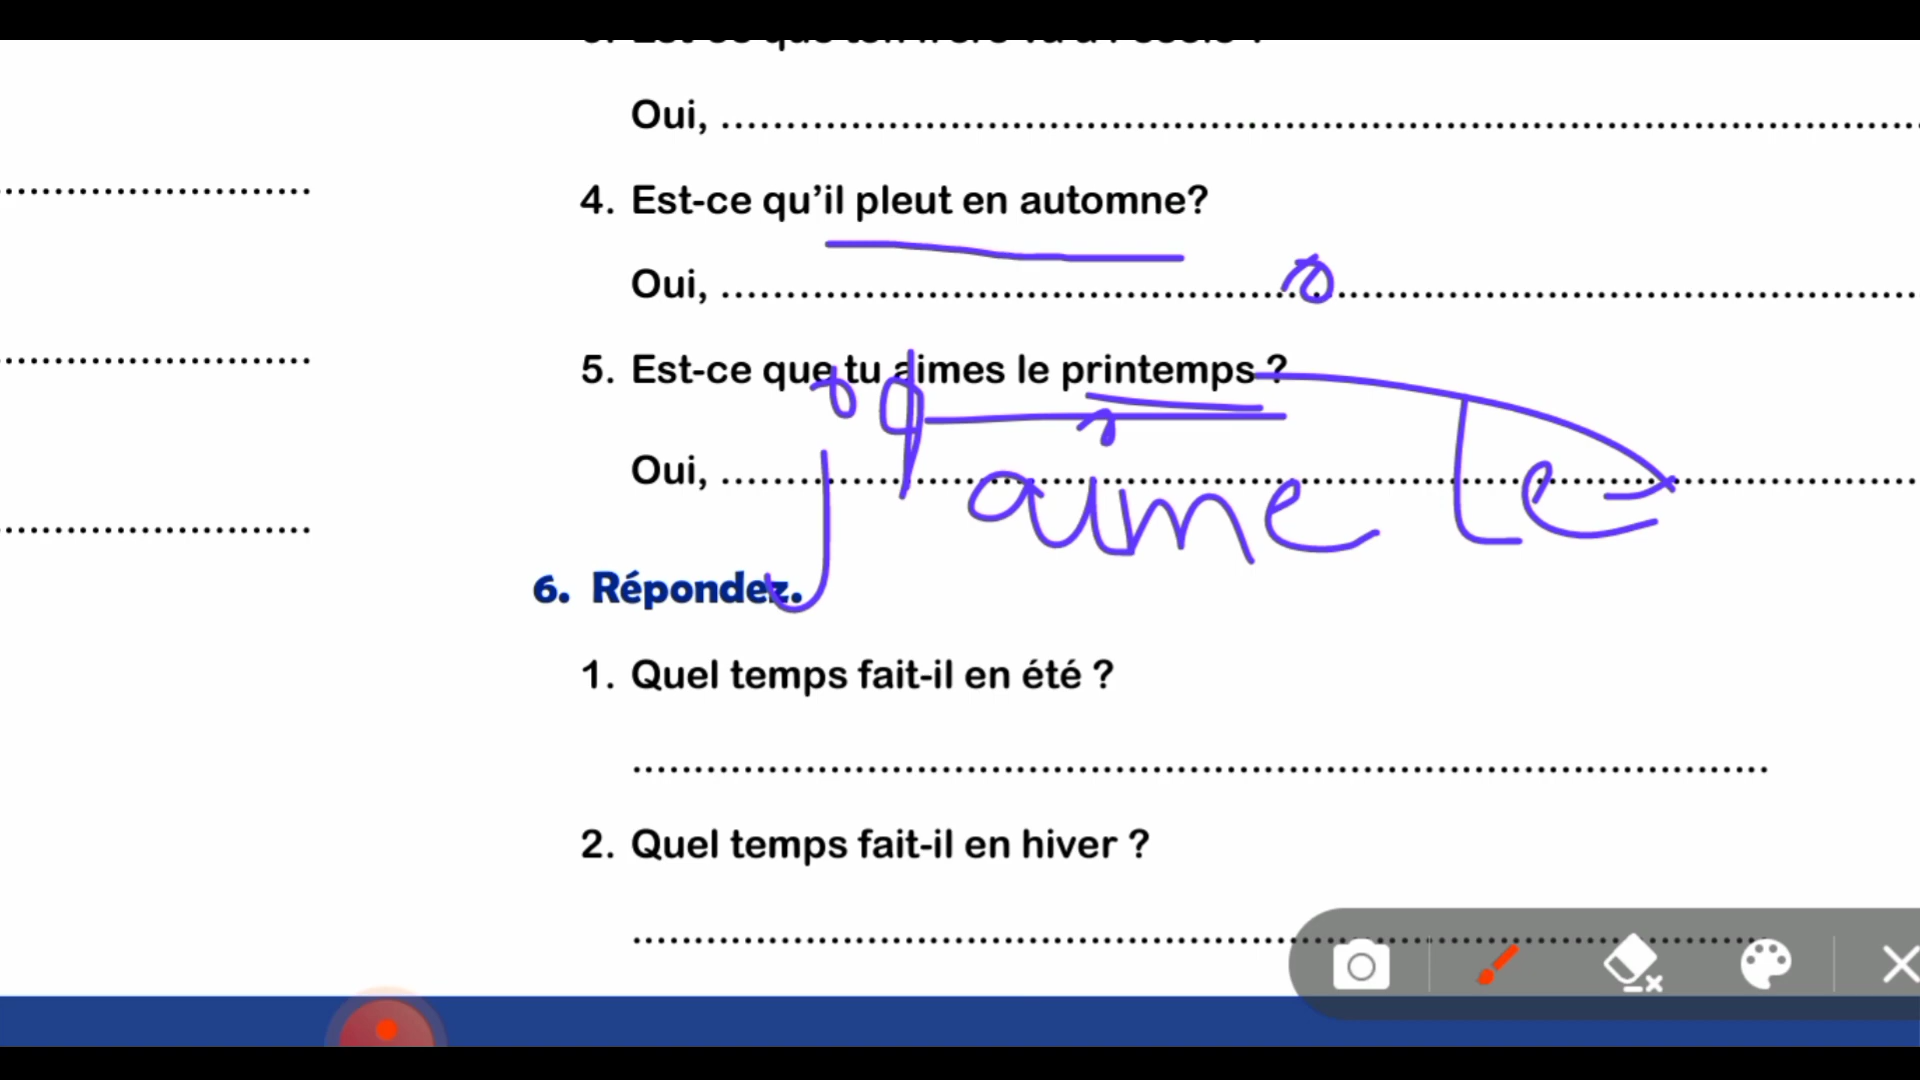 Oui, ........................................
4. Est-ce qu’il pleut en automne?
Oui, ........................................
5. Est-ce que tu aimes le printemps ?
Oui, ........................................
j' aime le
6. Répondez.
1. Quel temps fait-il en été ?
........................................
2. Quel temps fait-il en hiver ?
........................................